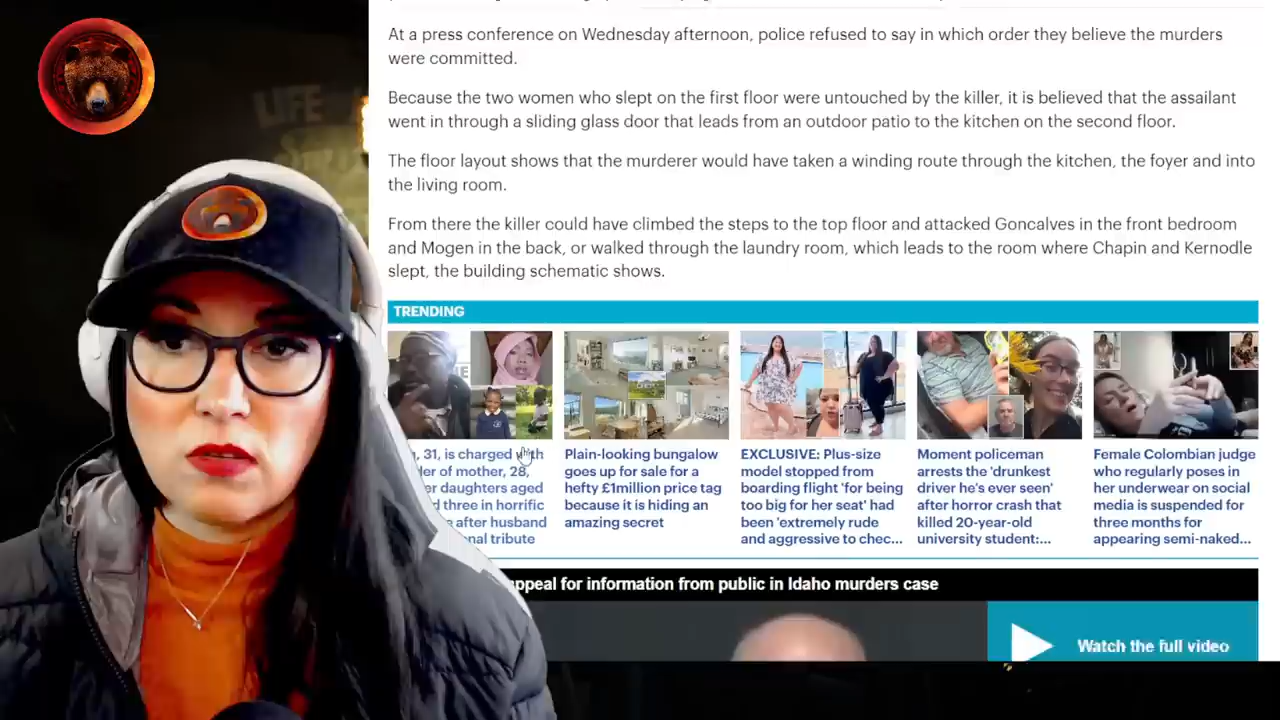 LIFE
At a press conference on Wednesday afternoon, police refused to say in which order they believe the murders
were committed.
Because the two women who slept on the first floor were untouched by the killer, it is believed that the assailant
went in through a sliding glass door that leads from an outdoor patio to the kitchen on the second floor.
The floor layout shows that the murderer would have taken a winding route through the kitchen, the foyer and into
the living room.
From there the killer could have climbed the steps to the top floor and attacked Goncalves in the front bedroom
and Mogen in the back, or walked through the laundry room, which leads to the room where Chapin and Kernodle
slept, the building schematic shows.
TRENDING
31, is charged with
of mother, 28,
daughters aged
three in horrific
after husband
tribute
Plain-looking bungalow
goes up for sale for a
hefty £1million price tag
because it is hiding an
amazing secret
EXCLUSIVE: Plus-size
model stopped from
boarding flight 'for being
too big for her seat' had
been 'extremely rude
and aggressive to chec...
Moment policeman
arrests the 'drunkest
driver he's ever seen'
after horror crash that
killed 20-year-old
university student:...
Female Colombian judge
who regularly poses in
her underwear on social
media is suspended for
three months for
appearing semi-naked...
appeal for information from public in Idaho murders case
Watch the full video